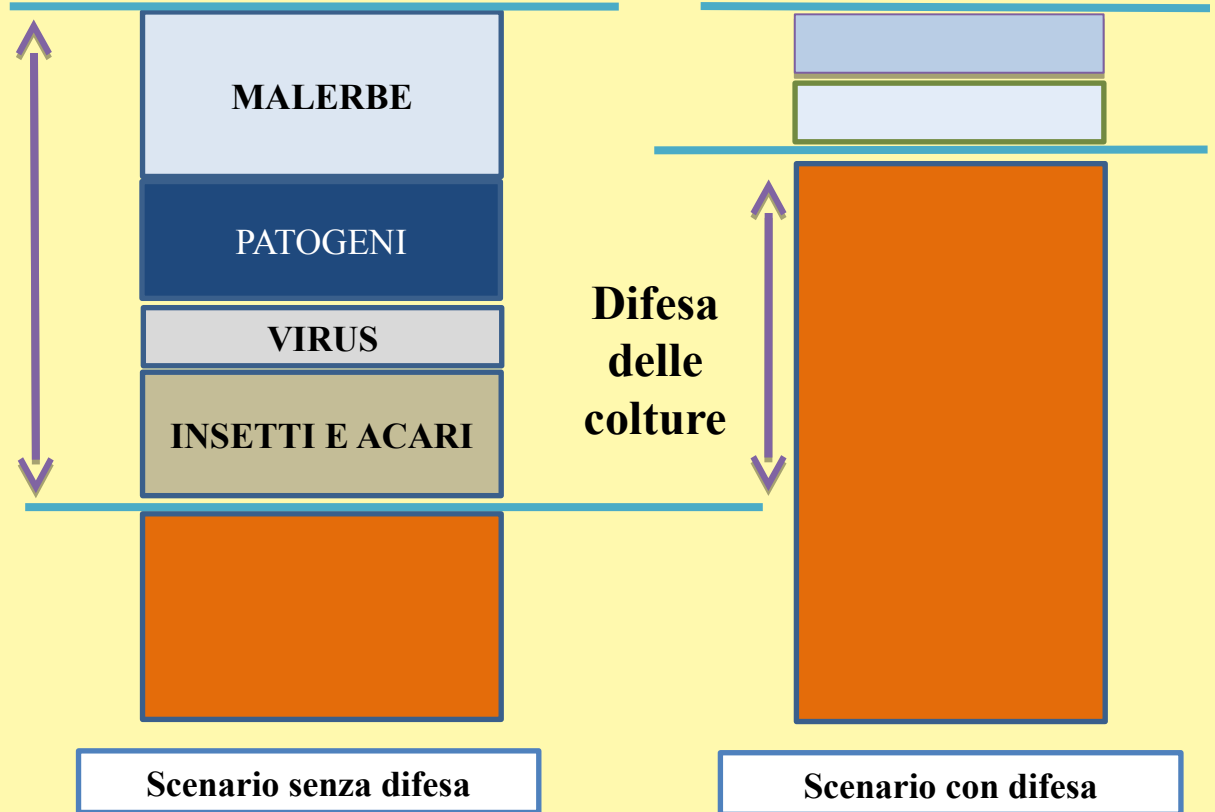 MALERBE
PATOGENI
VIRUS
INSETTI E ACARI
Difesa
delle
colture
Scenario senza difesa
Scenario con difesa